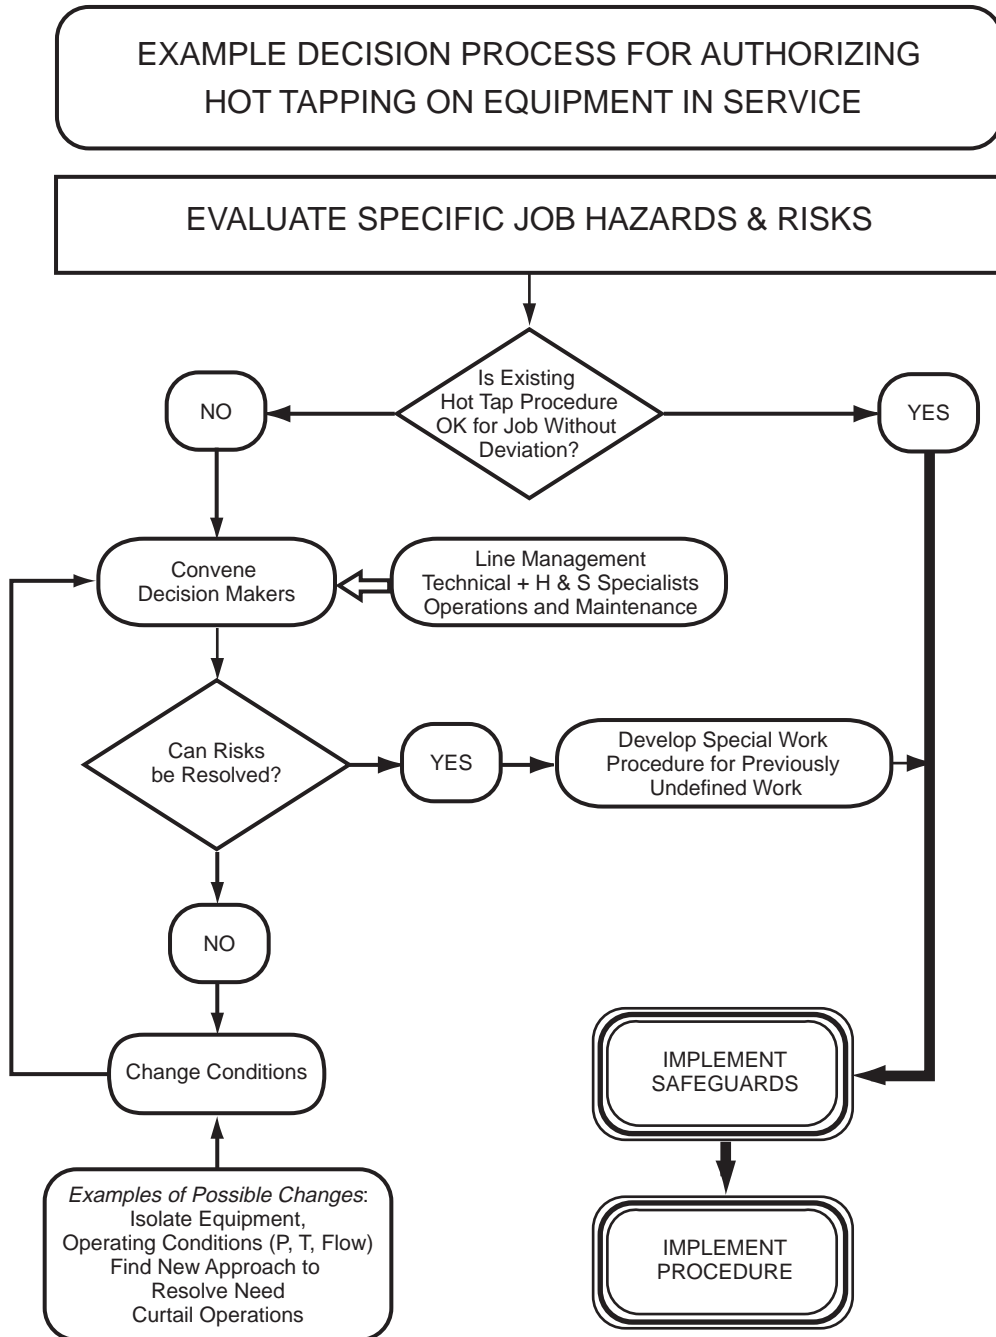 EXAMPLE DECISION PROCESS FOR AUTHORIZING
HOT TAPPING ON EQUIPMENT IN SERVICE
EVALUATE SPECIFIC JOB HAZARDS & RISKS
Is Existing
Hot Tap Procedure
OK for Job Without
Deviation?
NO
YES
Convene
Decision Makers
Line Management
Technical + H & S Specialists
Operations and Maintenance
Can Risks
be Resolved?
YES
Develop Special Work
Procedure for Previously
Undefined Work
NO
Change Conditions
IMPLEMENT
SAFEGUARDS
Examples of Possible Changes:
Isolate Equipment,
Operating Conditions (P, T, Flow)
Find New Approach to
Resolve Need
Curtail Operations
IMPLEMENT
PROCEDURE